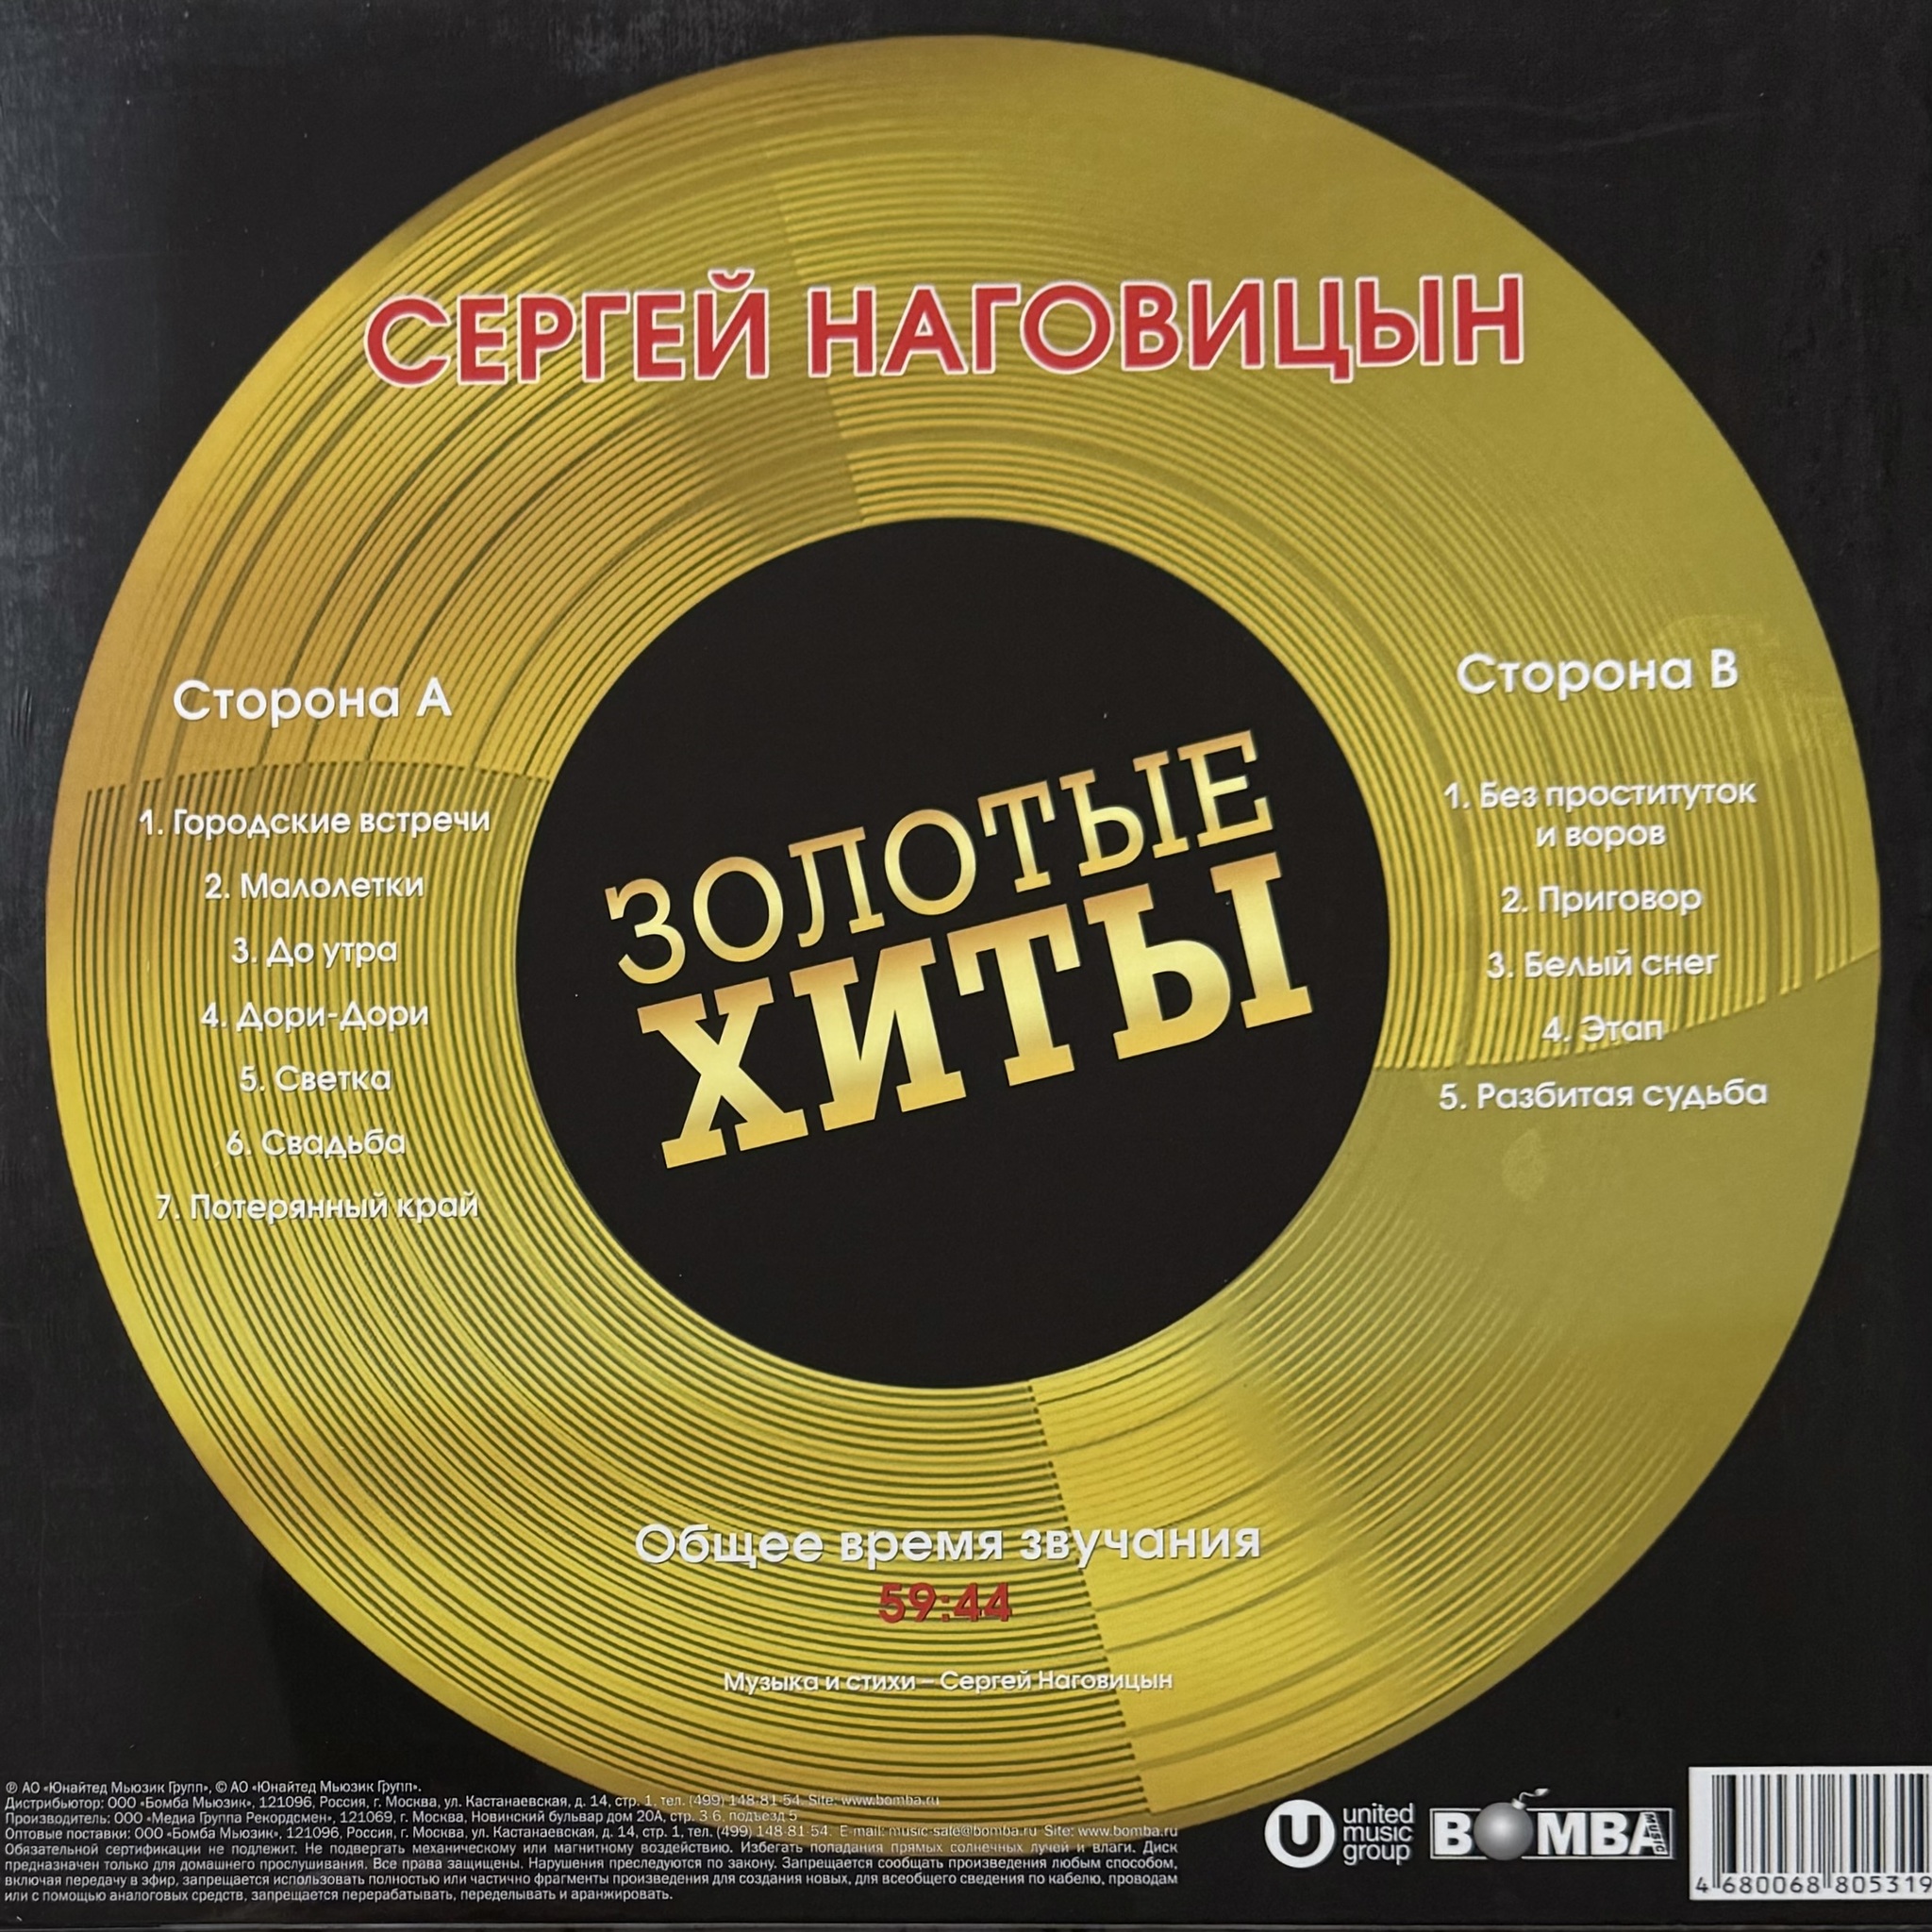 СЕРГЕЙ НАГОВИЦЫН
Сторона А
1. Городские встречи
2. Малолетки
3. До утра
4. Дори-Дори
5. Светка
6. Свадьба
7. Потерянный край
ЗОЛОТЫЕ
ХИТЫ
Сторона В
1. Без проституток
и воров
2. Приговор
3. Белый снег
4. Этап
5. Разбитая судьба
Общее время звучания
59:44
Музыка и стихи – Сергей Наговицын
℗ АО «Юнайтед Мьюзик Групп», © АО «Юнайтед Мьюзик Групп».
Дистрибьютор: ООО «Бомба Мьюзик», 121096, Россия, г. Москва, ул. Кастанаевская, д. 14, стр. 1, тел. (499) 148-81-54. Site: www.bomba.ru
Производитель: ООО «Медиа Группа Рекордсмен», 121069, г. Москва, Новинский бульвар дом 20А, стр. 3 6, подъезд 5
Оптовые поставки: ООО «Бомба Мьюзик», 121096, Россия, г. Москва, ул. Кастанаевская, д. 14, стр. 1, тел. (499) 148-81-54. E-mail: music-sale@bomba.ru Site: www.bomba.ru
Обязательной сертификации не подлежит. Не подвергать механическому или магнитному воздействию. Избегать попадания прямых солнечных лучей и влаги. Диск
предназначен только для домашнего прослушивания. Все права защищены. Нарушения преследуются по закону. Запрещается сообщать произведения любым способом,
включая передачу в эфир, запрещается использовать полностью или частично фрагменты произведения для создания новых, для всеобщего сведения по кабелю, проводам
или с помощью аналоговых средств, запрещается перерабатывать, переделывать и аранжировать.
U
united
music
group
BOMBA
MUSIC
4 680068 805319